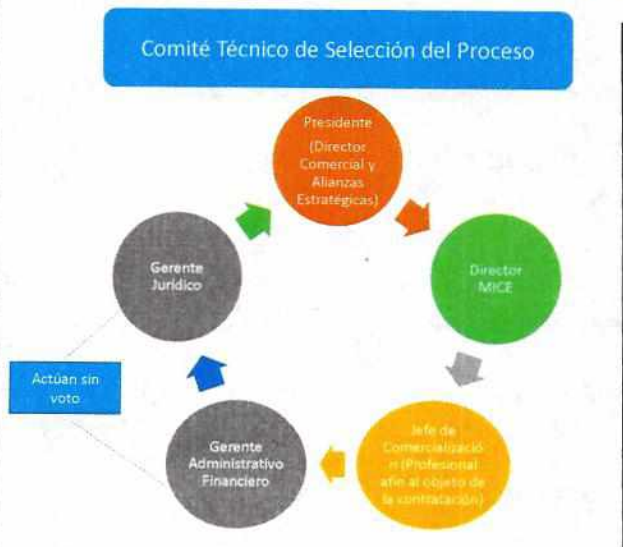 Comité Técnico de Selección del Proceso
Presidente
(Director
Comercial y
Alianzas
Estratégicas)
Director
MICE
Jefe de
Comercializació
n (Profesional
afin al objeto de
la contratación)
Gerente
Administrativo
Financiero
Gerente
Jurídico
Actúan sin
voto